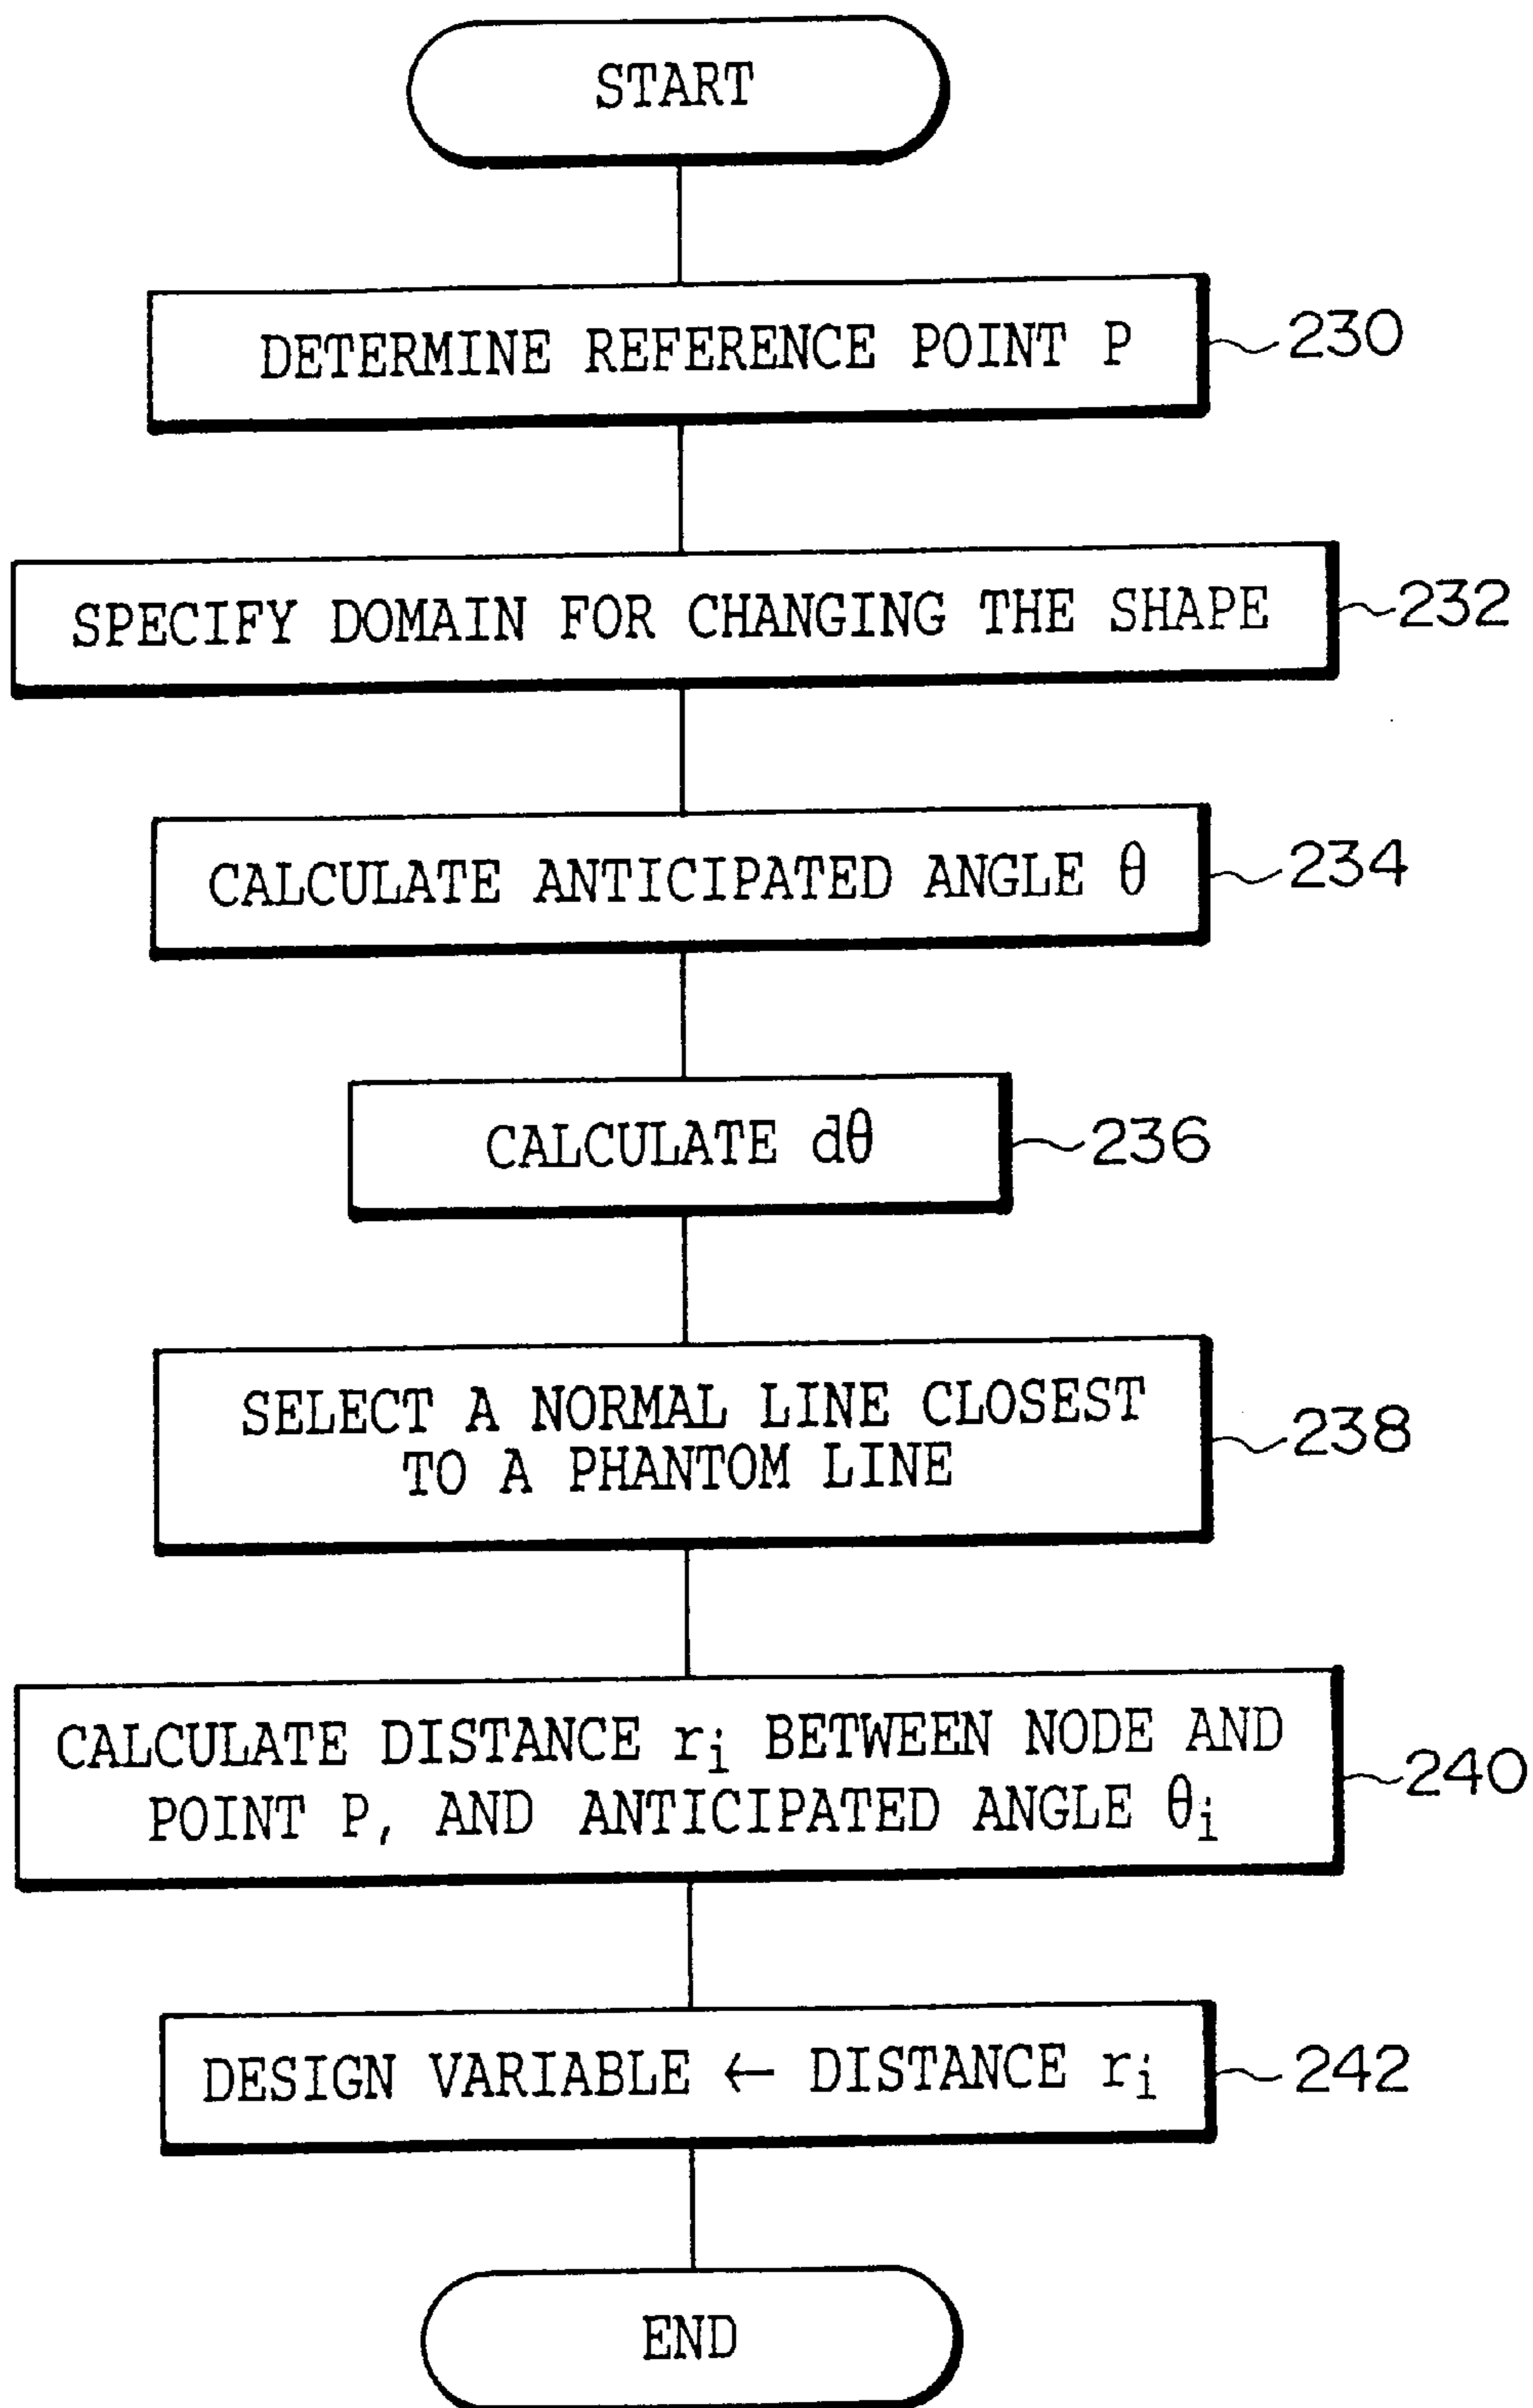 START
DETERMINE REFERENCE POINT P
230
SPECIFY DOMAIN FOR CHANGING THE SHAPE
232
CALCULATE ANTICIPATED ANGLE θ
234
CALCULATE dθ
236
SELECT A NORMAL LINE CLOSEST
TO A PHANTOM LINE
238
CALCULATE DISTANCE ri BETWEEN NODE AND
POINT P, AND ANTICIPATED ANGLE θi
240
DESIGN VARIABLE ← DISTANCE ri
242
END